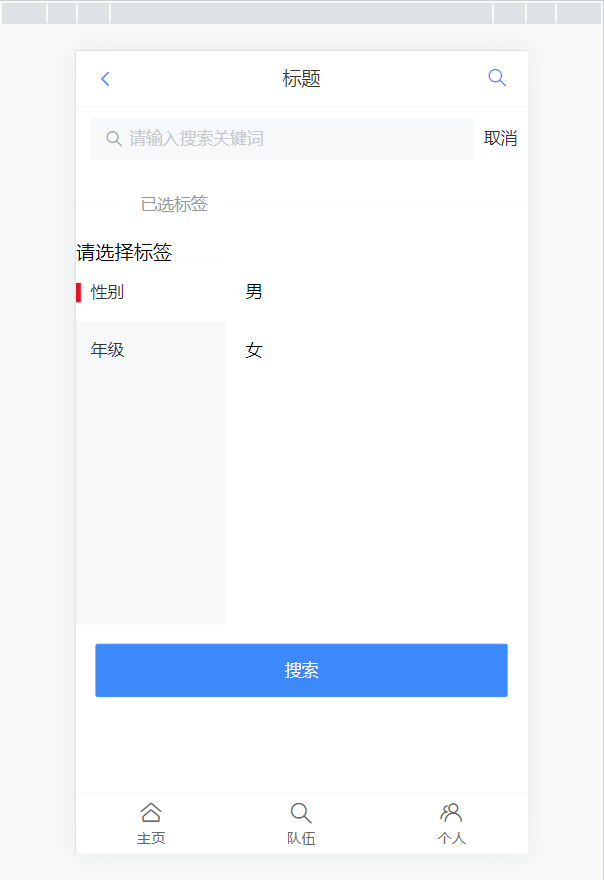 标题
请输入搜索关键词 取消
已选标签
请选择标签
性别 男
年级 女
搜索
主页 队伍 个人